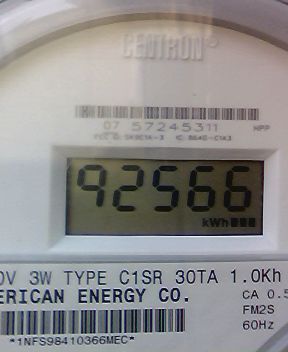 CENTRON®
07 57245311 HPP
92566
kWh
0V 3W TYPE C1SR 30TA 1.0Kh
ERICAN ENERGY CO.
CA 0.5
FM2S
60Hz
*1NFS98410366MEC*